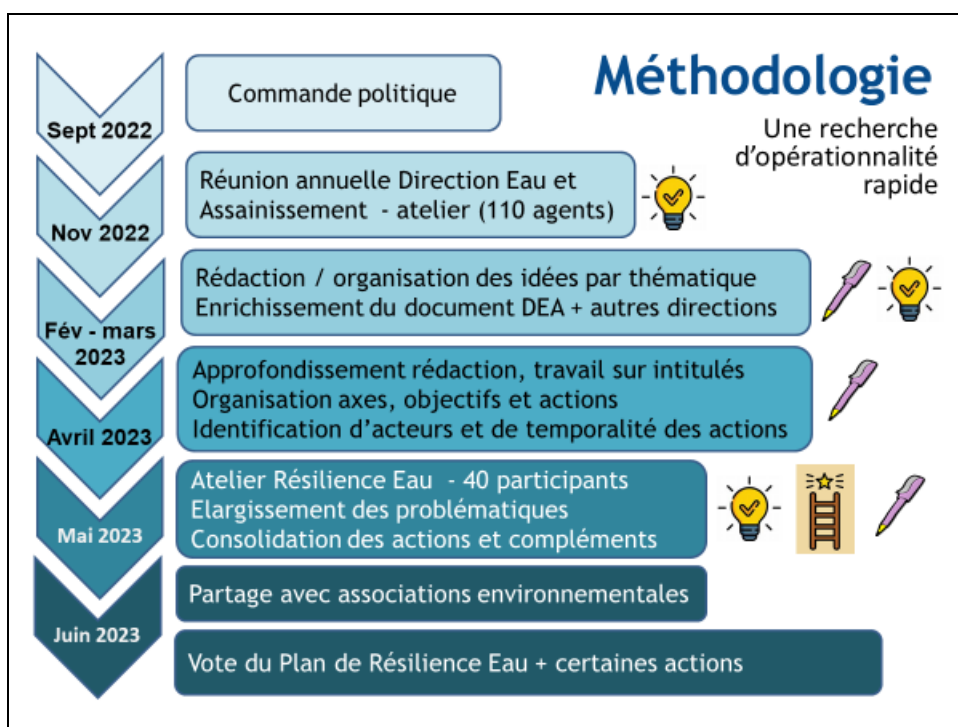 Méthodologie
Une recherche
d'opérationnalité
rapide
Sept 2022
Commande politique
Nov 2022
Réunion annuelle Direction Eau et
Assainissement - atelier (110 agents)
Fév - mars
2023
Rédaction / organisation des idées par thématique
Enrichissement du document DEA + autres directions
Avril 2023
Approfondissement rédaction, travail sur intitulés
Organisation axes, objectifs et actions
Identification d'acteurs et de temporalité des actions
Mai 2023
Atelier Résilience Eau - 40 participants
Elargissement des problématiques
Consolidation des actions et compléments
Juin 2023
Partage avec associations environnementales
Vote du Plan de Résilience Eau + certaines actions